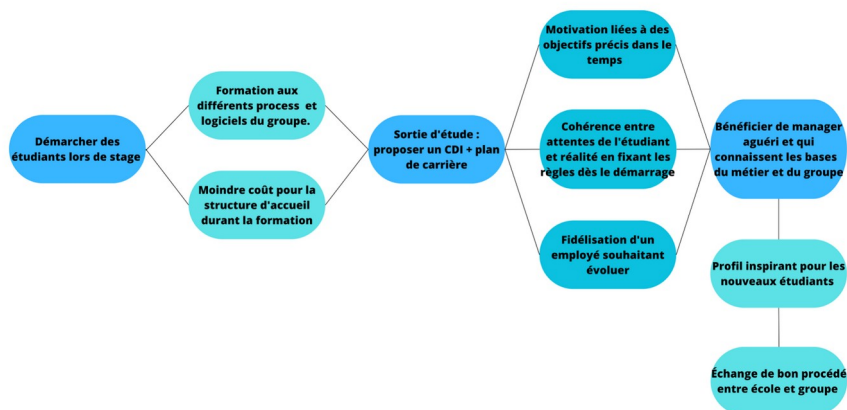 Démarcher des
étudiants lors de stage
Formation aux
différents process et
logiciels du groupe.
Moindre coût pour la
structure d'accueil
durant la formation
Sortie d'étude :
proposer un CDI + plan
de carrière
Motivation liées à des
objectifs précis dans le
temps
Cohérence entre
attentes de l'étudiant
et réalité en fixant les
règles dès le démarrage
Fidélisation d'un
employé souhaitant
évoluer
Bénéficier de manager
aguéri et qui
connaissent les bases
du métier et du groupe
Profil inspirant pour les
nouveaux étudiants
Échange de bon procédé
entre école et groupe